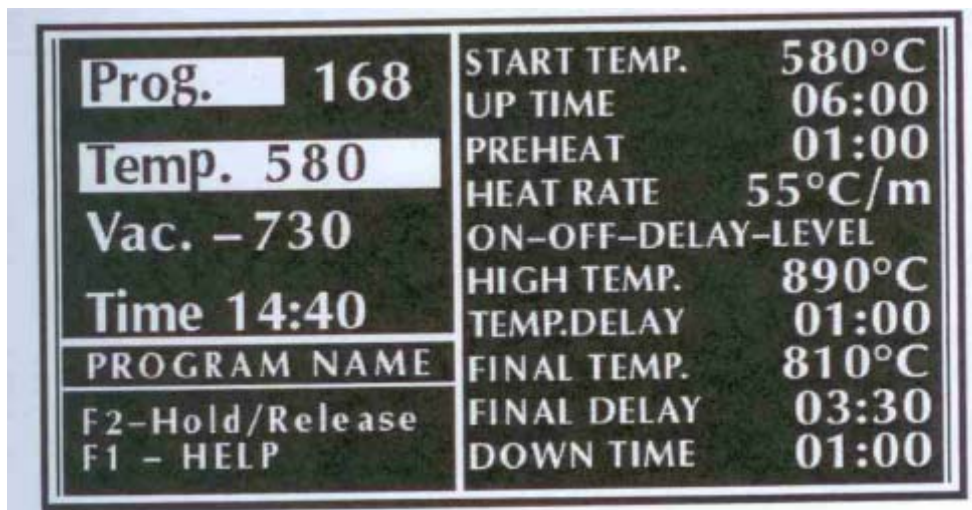 Prog. 168
Temp. 580
Vac. –730
Time 14:40
PROGRAM NAME
F2–Hold/Release
F1 – HELP
START TEMP. 580°C
UP TIME 06:00
PREHEAT 01:00
HEAT RATE 55°C/m
ON–OFF–DELAY–LEVEL
HIGH TEMP. 890°C
TEMP.DELAY 01:00
FINAL TEMP. 810°C
FINAL DELAY 03:30
DOWN TIME 01:00